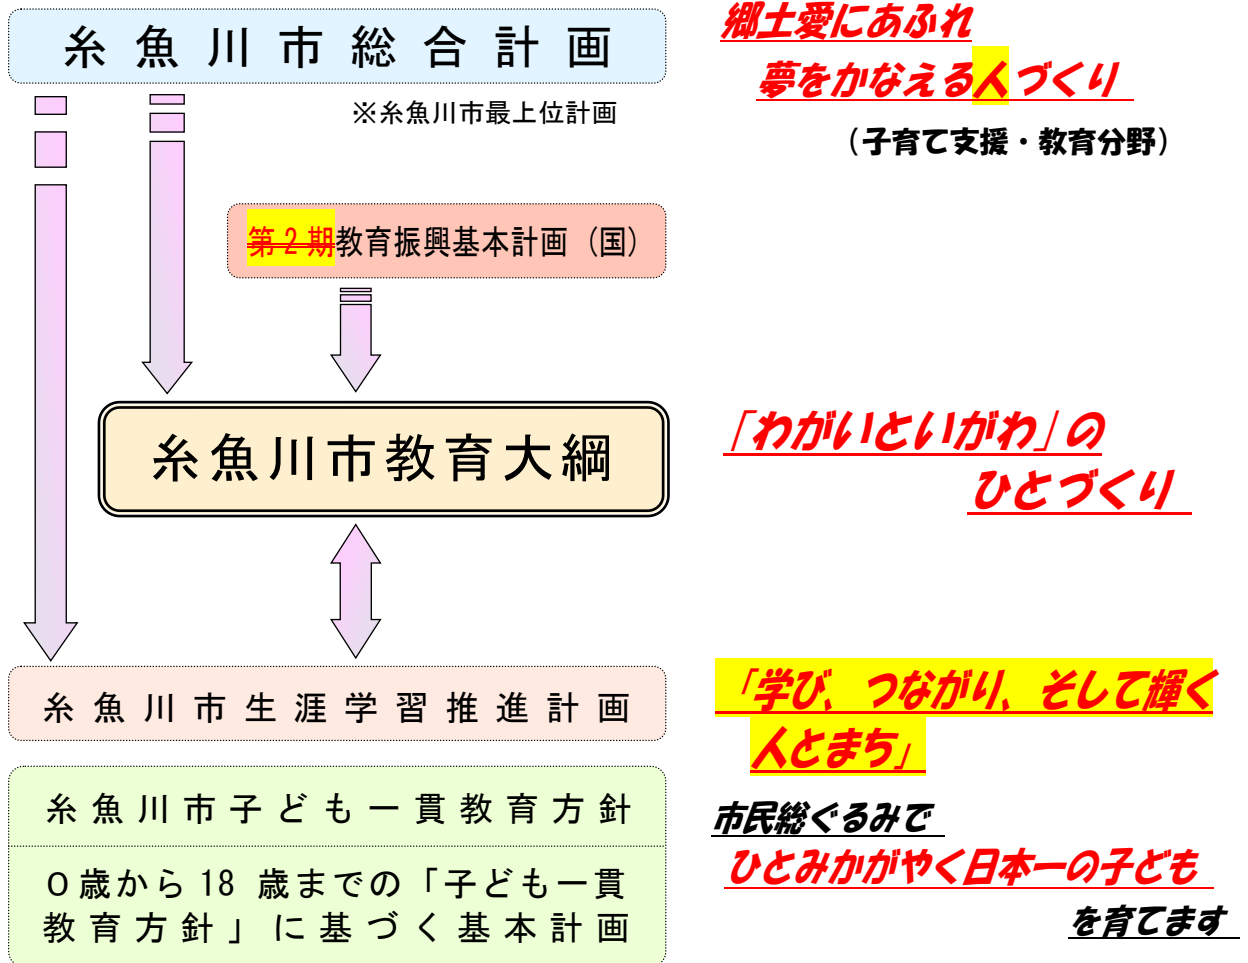 糸魚川市総合計画
※糸魚川市最上位計画
郷土愛にあふれ
夢をかなえる人づくり
(子育て支援・教育分野)
第2期教育振興基本計画(国)
糸魚川市教育大綱
「わがいといがわ」の
ひとづくり
糸魚川市生涯学習推進計画
「学び、つながり、そして輝く
人とまち」
糸魚川市子ども一貫教育方針
0歳から18 歳までの「子ども一貫
教育方針」に基づく基本計画
市民総ぐるみで
ひとみかがやく日本一の子ども
を育てます